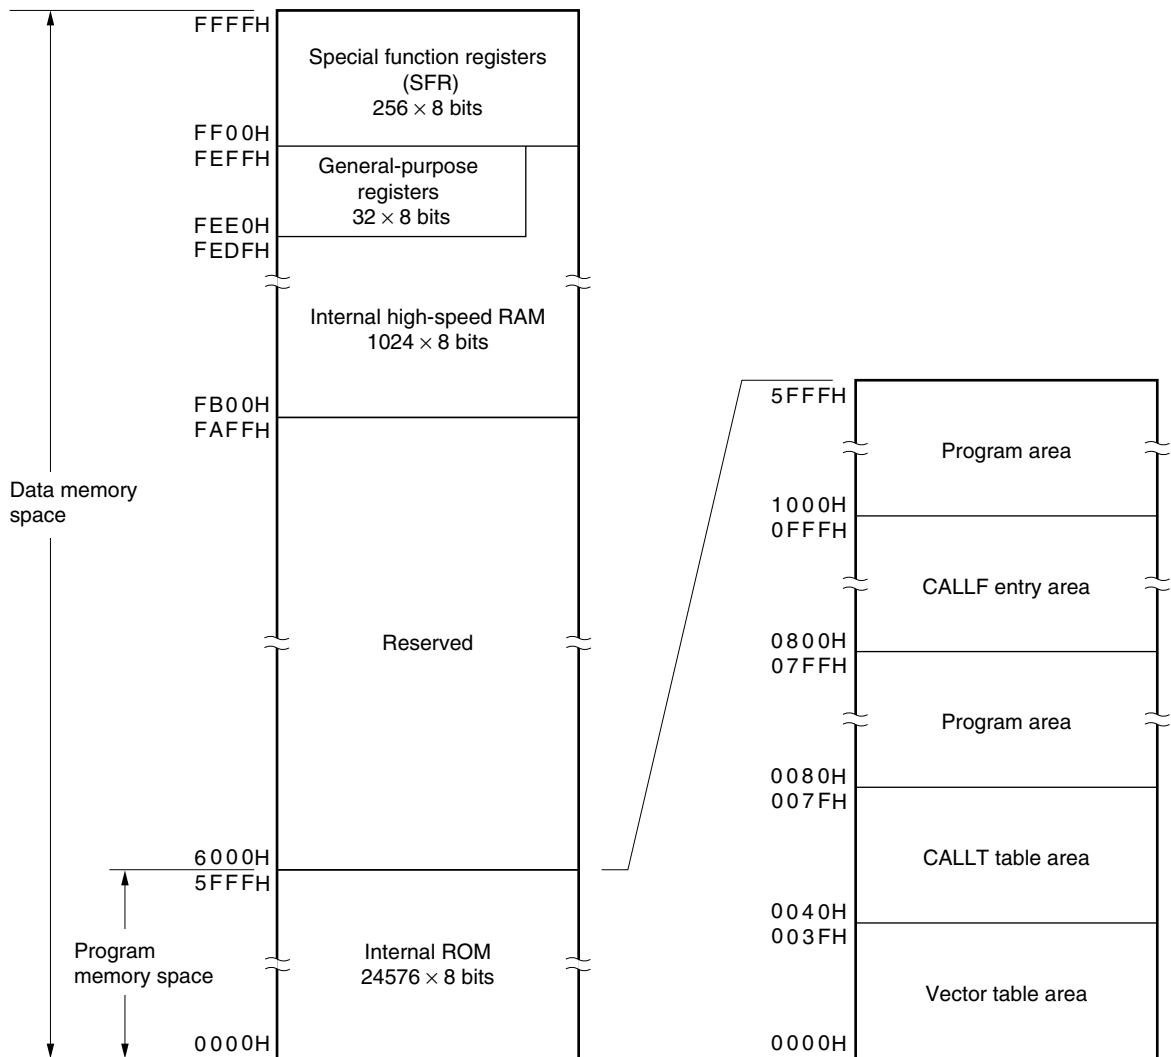 FFFFH
Special function registers
(SFR)
256 × 8 bits
FF00H
FEFFH
General-purpose
registers
32 × 8 bits
FEE0H
FEDFH
Internal high-speed RAM
1024 × 8 bits
FB00H
FAFFH
Data memory
space
Reserved
6000H
5FFFH
Program
memory space
Internal ROM
24576 × 8 bits
0000H
5FFFH
Program area
1000H
0FFFH
CALLF entry area
0800H
07FFH
Program area
0080H
007FH
CALLT table area
0040H
003FH
Vector table area
0000H